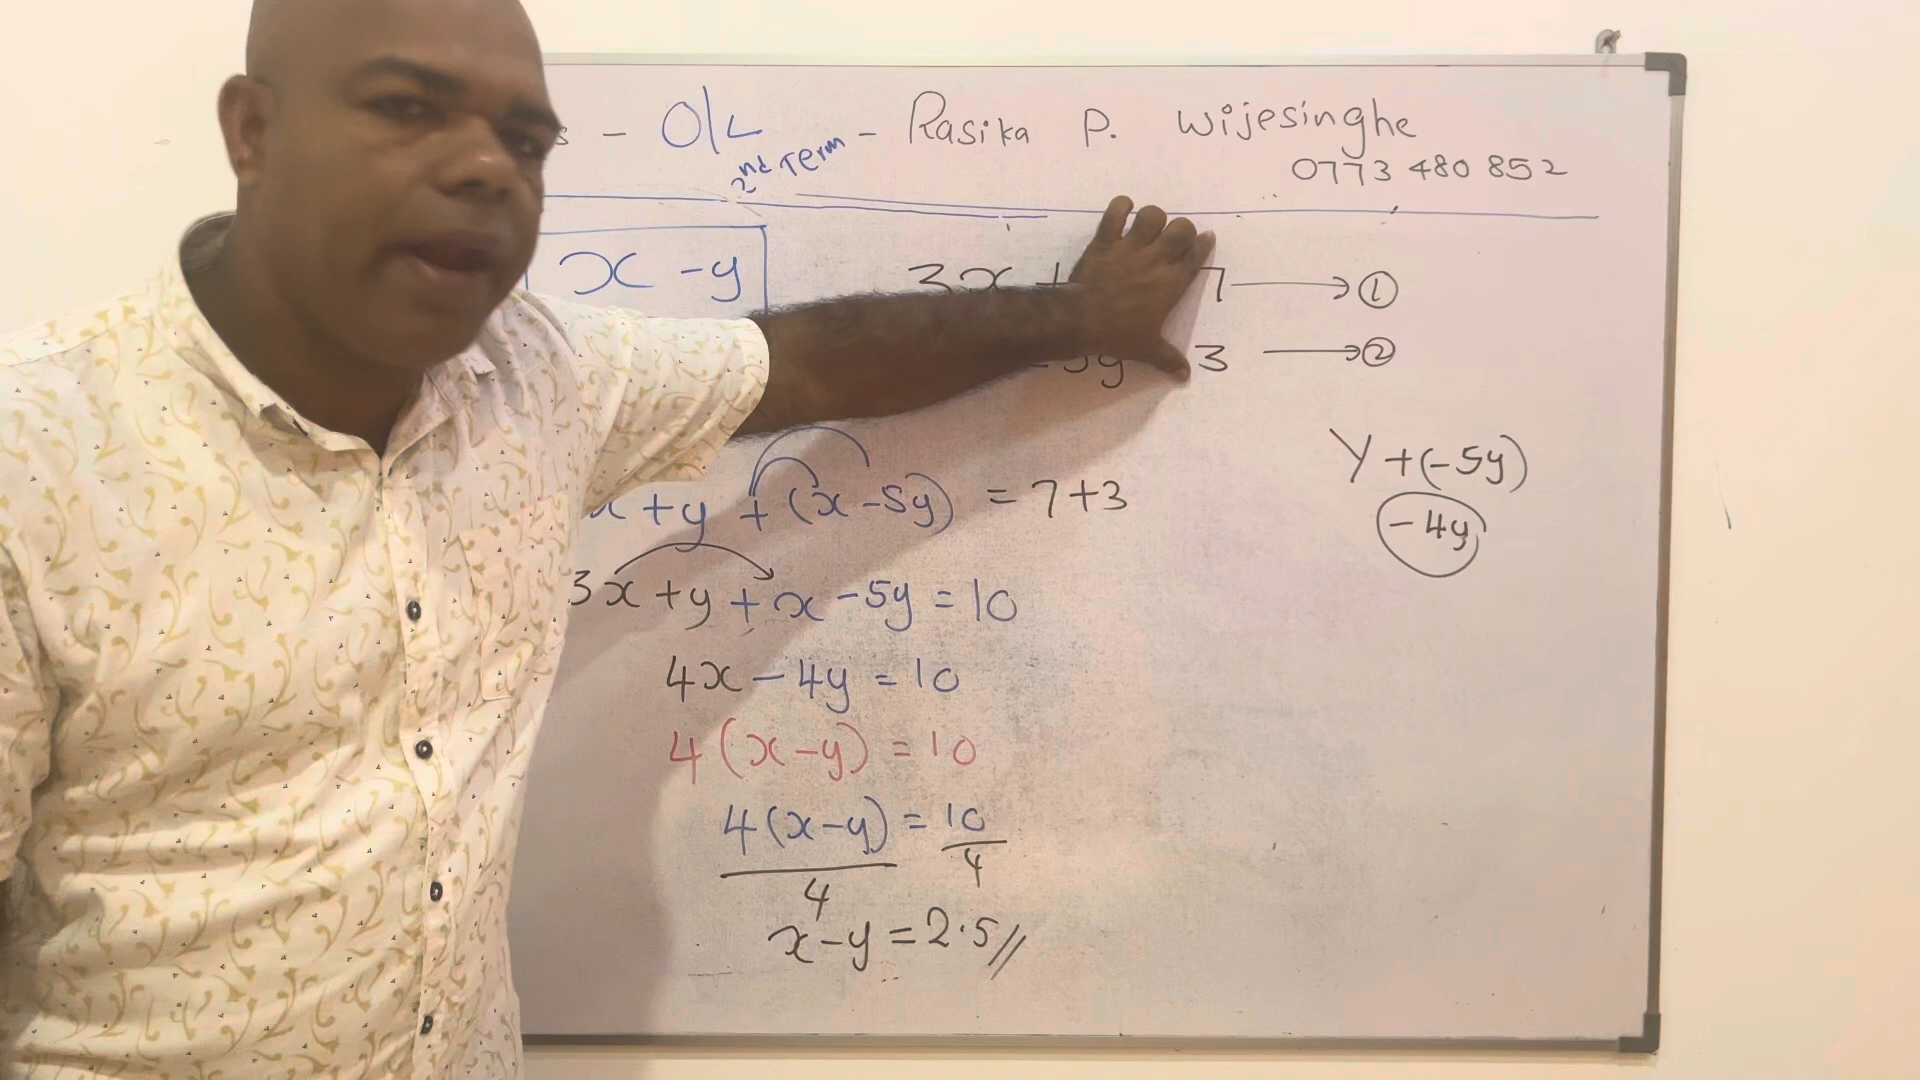 s - O/L 2nd Term - Rasika P. Wijesinghe
0773 480 852
x - y
3x + 7 → ①
- 5y 3 → ②
x + y + (x - 5y) = 7 + 3
Y + (-5y)
-4y
3x + y + x - 5y = 10
4x - 4y = 10
4 (x - y) = 10
4 (x - y) = 10
4 4
x - y = 2.5 //